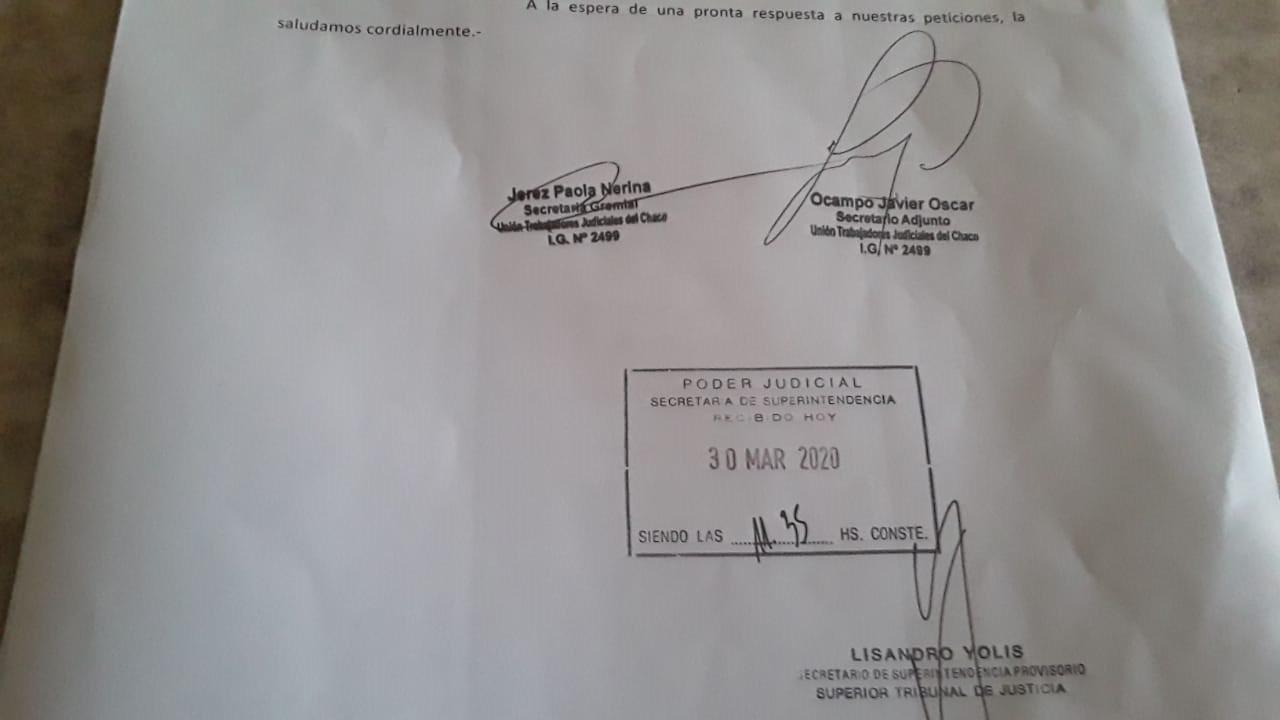 A la espera de una pronta respuesta a nuestras peticiones, la
saludamos cordialmente.-
Jerez Paola Nerina
Secretaria Gremial
Unión Trabajadores Judiciales del Chaco
I.G. Nº 2499
Ocampo Javier Oscar
Secretario Adjunto
Unión Trabajadores Judiciales del Chaco
I.G. Nº 2499
PODER JUDICIAL
SECRETARIA DE SUPERINTENDENCIA
RECIBIDO HOY
30 MAR 2020
SIENDO LAS 11.35 HS. CONSTE.
LISANDRO YOLIS
SECRETARIO DE SUPERINTENDENCIA PROVISORIO
SUPERIOR TRIBUNAL DE JUSTICIA